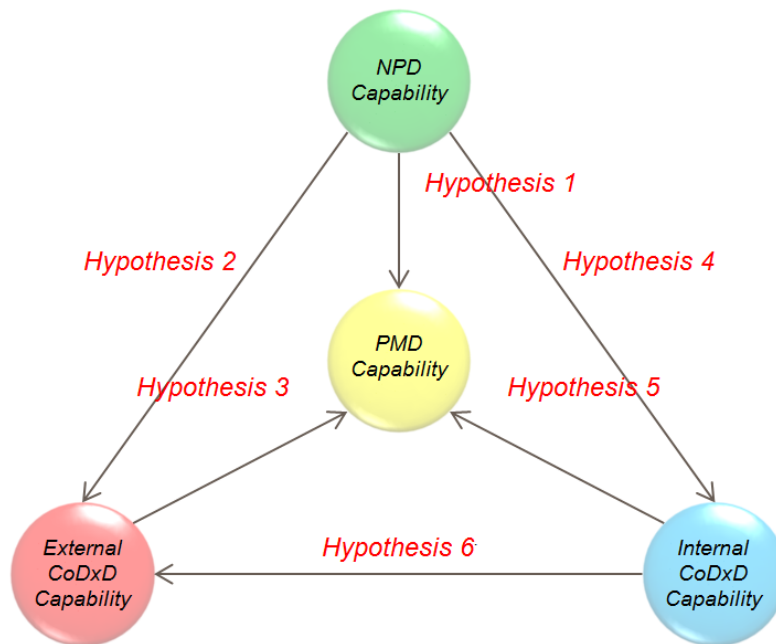 NPD
Capability
Hypothesis 1
Hypothesis 2
Hypothesis 4
PMD
Capability
Hypothesis 3
Hypothesis 5
External
CoDxD
Capability
Hypothesis 6
Internal
CoDxD
Capability